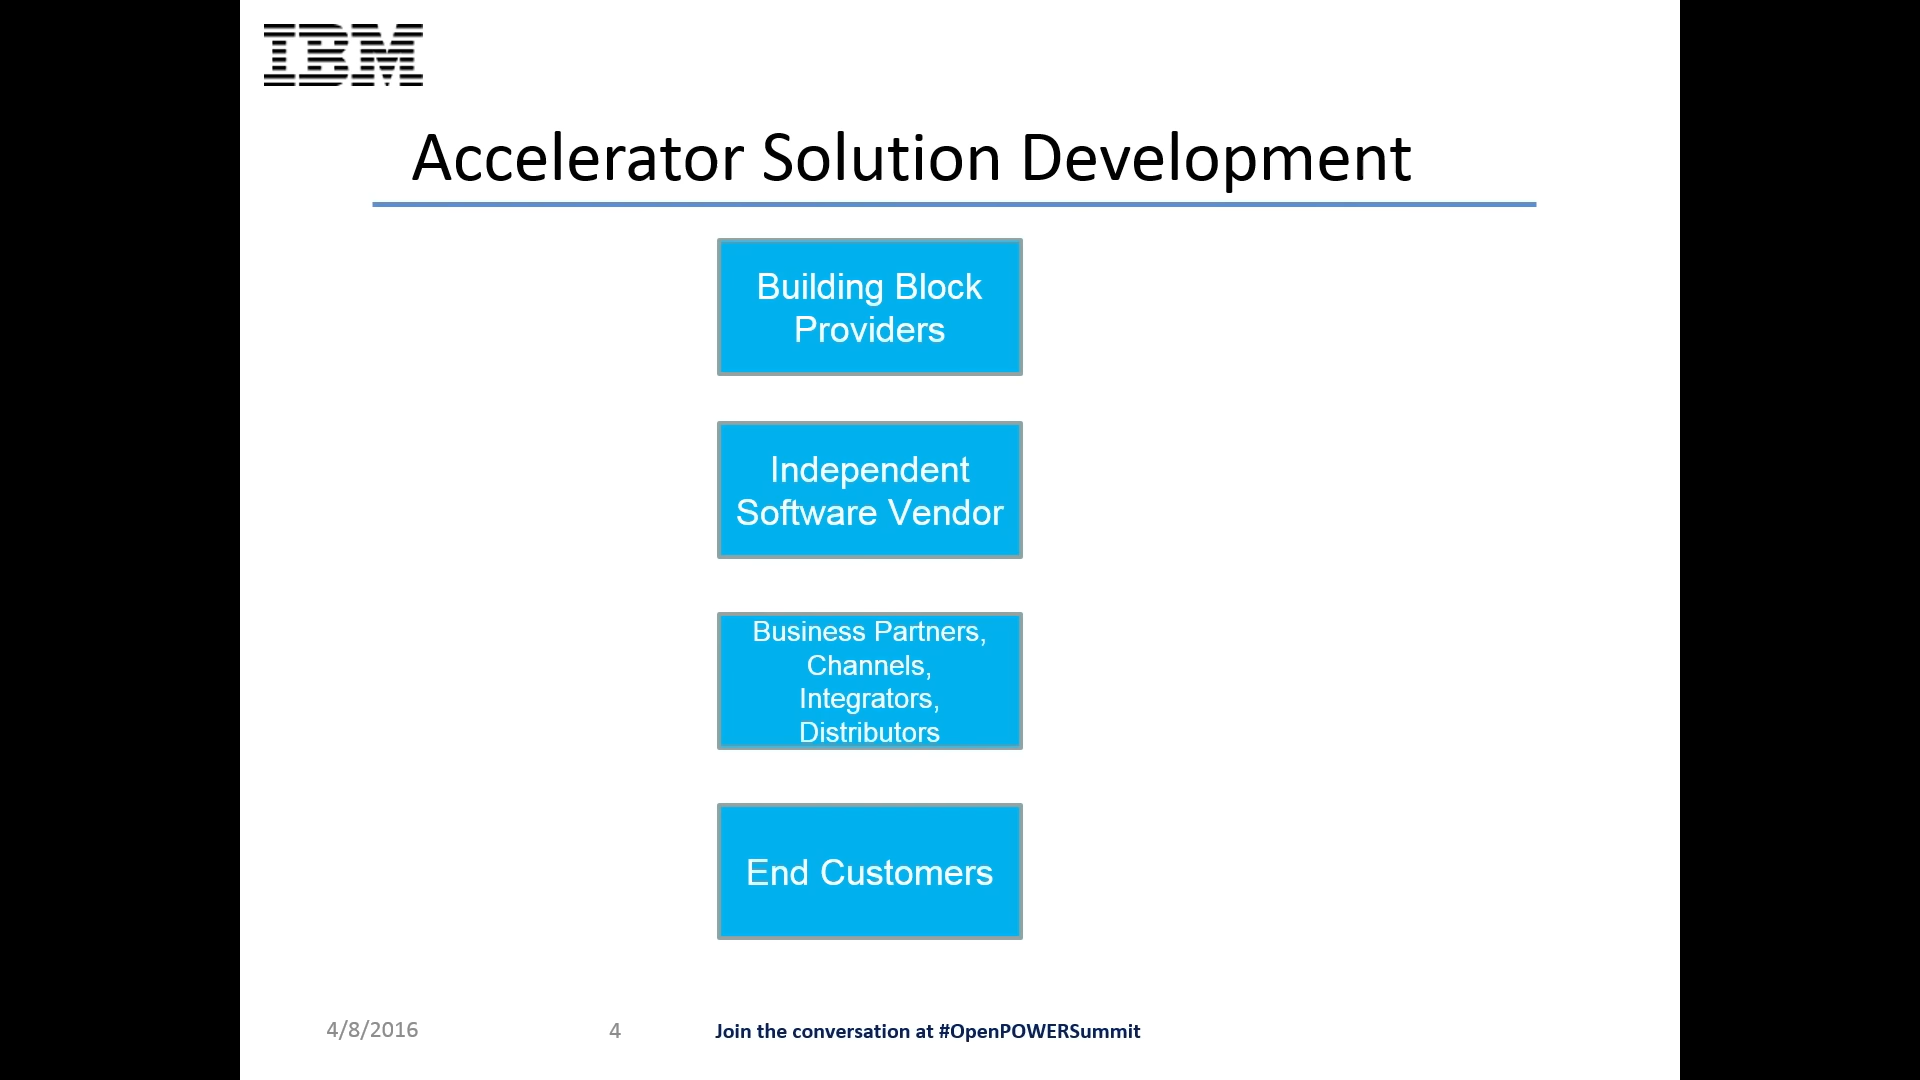 IBM
Accelerator Solution Development
Building Block
Providers
Independent
Software Vendor
Business Partners,
Channels,
Integrators,
Distributors
End Customers
4/8/2016
4
Join the conversation at #OpenPOWERSummit